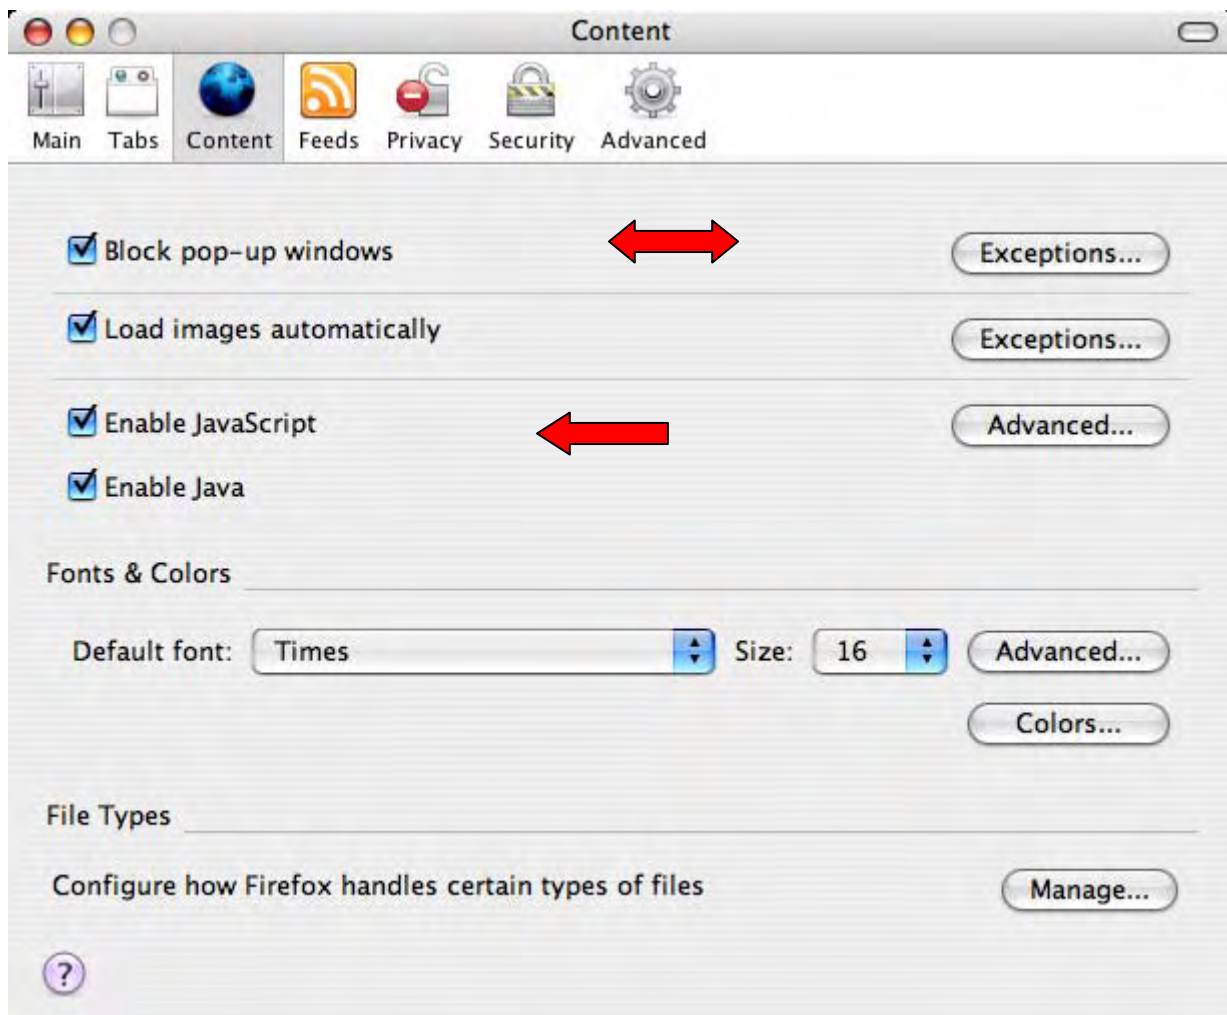 Content
Main Tabs Content Feeds Privacy Security Advanced
Block pop-up windows Exceptions...
Load images automatically Exceptions...
Enable JavaScript Advanced...
Enable Java
Fonts & Colors
Default font: Times Size: 16 Advanced...
Colors...
File Types
Configure how Firefox handles certain types of files Manage...
?